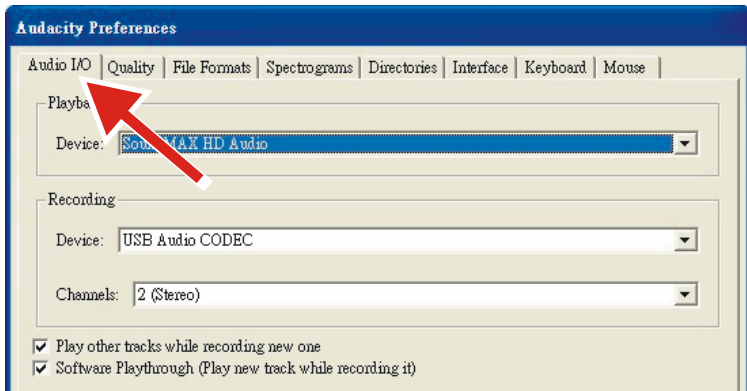 Audacity Preferences
Audio I/O Quality File Formats Spectrograms Directories Interface Keyboard Mouse
Device: HD Audio
Recording
Device: USB Audio CODEC
Channels: 2 (Stereo)
Play other tracks while recording new one
Software Playthrough (Play new track while recording it)